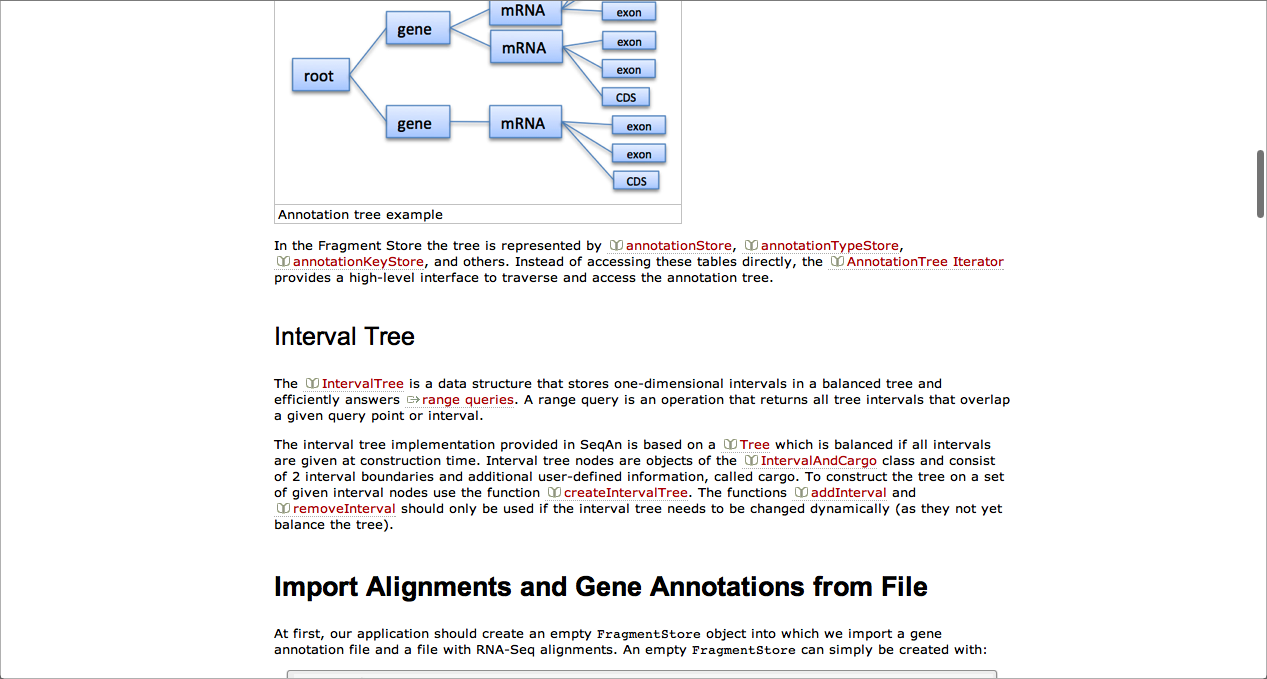 mRNA
exon
gene
exon
mRNA
exon
root
CDS
gene
mRNA
exon
exon
CDS
Annotation tree example
In the Fragment Store the tree is represented by annotationStore, annotationTypeStore,
annotationKeyStore, and others. Instead of accessing these tables directly, the AnnotationTree Iterator
provides a high-level interface to traverse and access the annotation tree.
Interval Tree
The IntervalTree is a data structure that stores one-dimensional intervals in a balanced tree and
efficiently answers range queries. A range query is an operation that returns all tree intervals that overlap
a given query point or interval.
The interval tree implementation provided in SeqAn is based on a Tree which is balanced if all intervals
are given at construction time. Interval tree nodes are objects of the IntervalAndCargo class and consist
of 2 interval boundaries and additional user-defined information, called cargo. To construct the tree on a set
of given interval nodes use the function createIntervalTree. The functions addInterval and
removeInterval should only be used if the interval tree needs to be changed dynamically (as they not yet
balance the tree).
Import Alignments and Gene Annotations from File
At first, our application should create an empty FragmentStore object into which we import a gene
annotation file and a file with RNA-Seq alignments. An empty FragmentStore can simply be created with: